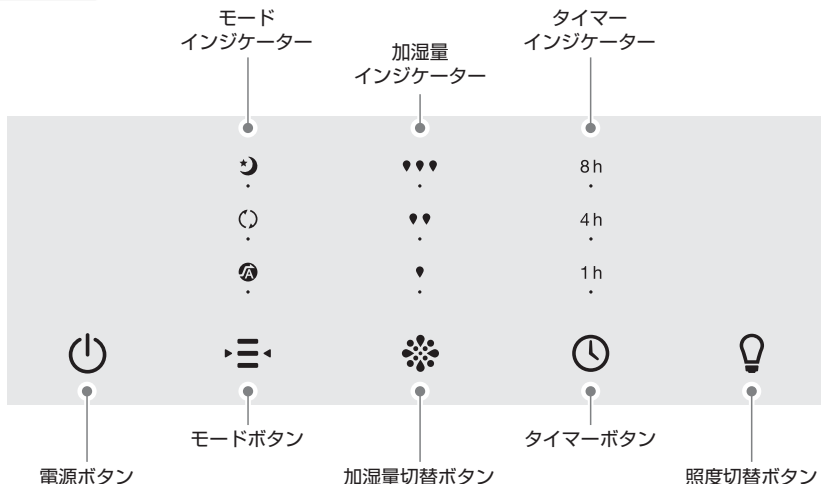 モード
インジケーター
加湿量
インジケーター
タイマー
インジケーター
8h
4h
1h
モードボタン
タイマーボタン
電源ボタン
加湿量切替ボタン
照度切替ボタン